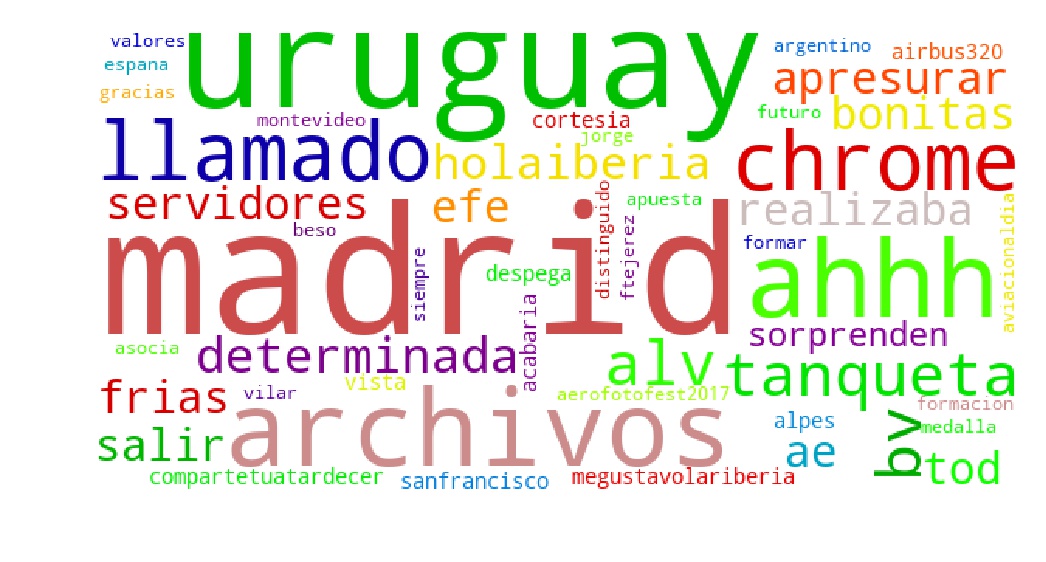 valores
uruguay
argentino
airbus320
espana
apresurar
gracias
montevideo
cortesia
futuro
bonitas
llamado
jorge
holaiberia
chrome
servidores
efe
distinguido
apuesta
realizaba
aviacionaldia
beso
madrid
siempre
despega
ftejerez
formar
ahhh
acabaria
sorprenden
asocia
determinada
alv
tanqueta
frias
vilar
vista
aerofotofest2017
formacion
archivos
alpes
medalla
salir
ae
bv
tod
compartetuatardecer
sanfrancisco
megustavolariberia